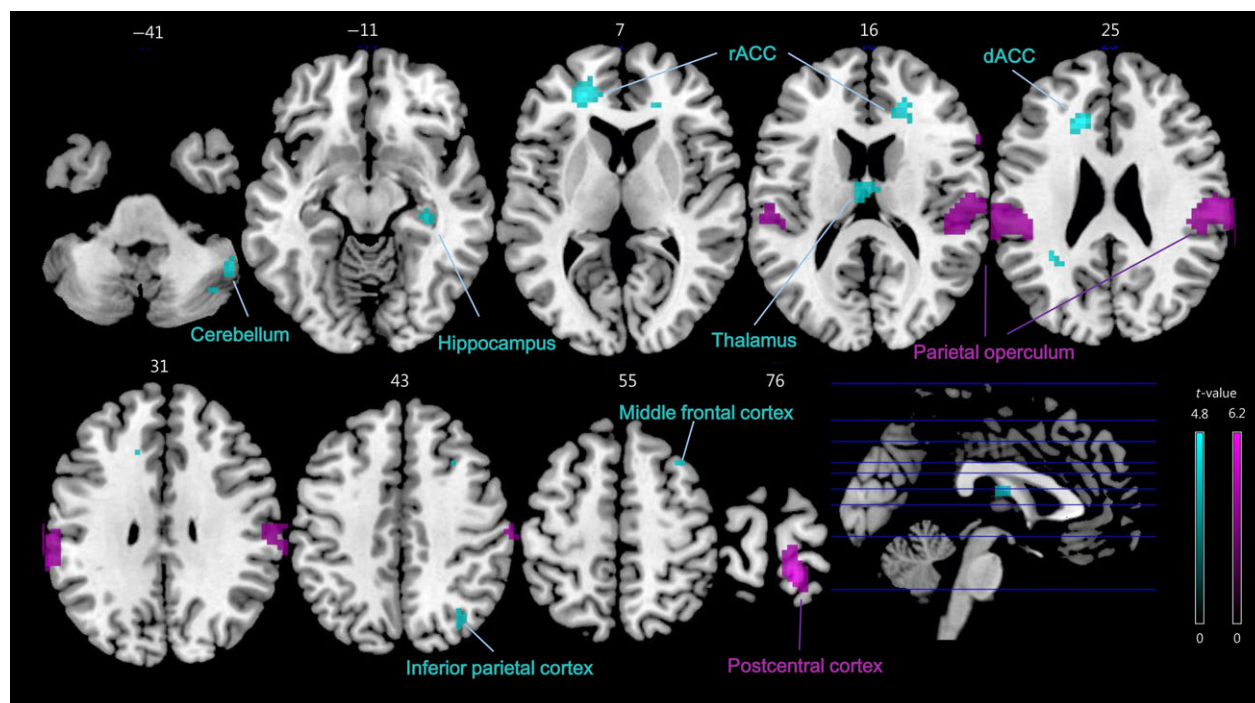 −41
−11
7
16
25
rACC
dACC
Cerebellum
Hippocampus
Thalamus
Parietal operculum
31
43
55
76
Middle frontal cortex
t-value
4.8 6.2
0 0
Inferior parietal cortex
Postcentral cortex